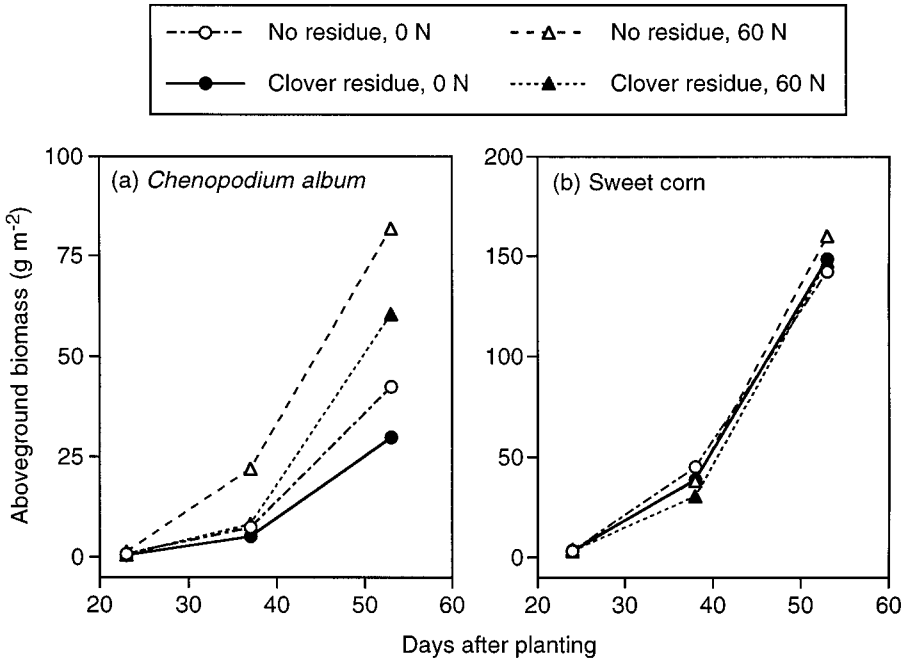 No residue, 0 N
No residue, 60 N
Clover residue, 0 N
Clover residue, 60 N
(a) Chenopodium album
(b) Sweet corn
Aboveground biomass (g m⁻²)
100
75
50
25
0
20 30 40 50 60
200
150
100
50
0
20 30 40 50 60
Days after planting